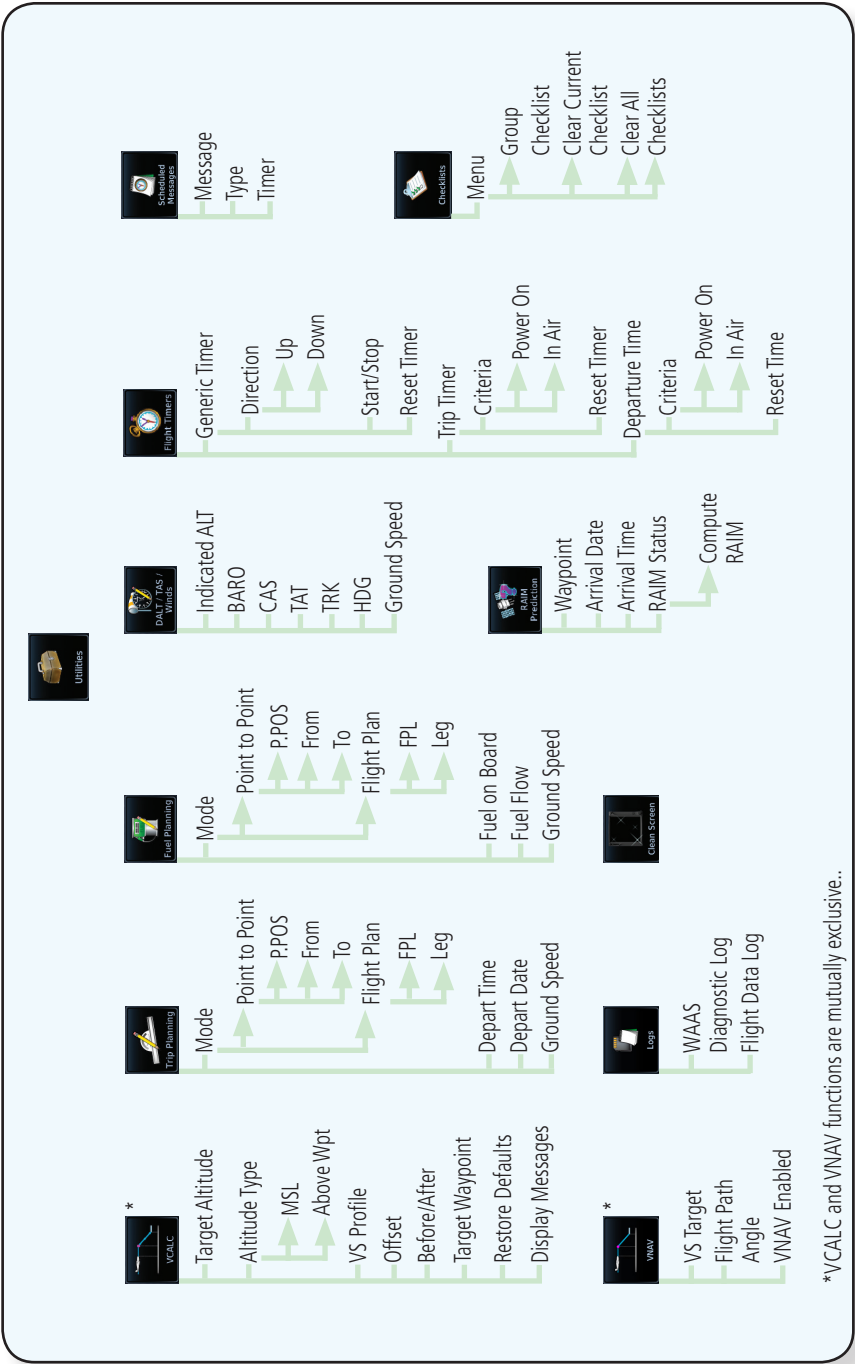 Utilities
*
VCALC
Target Altitude
Altitude Type
MSL
Above Wpt
VS Profile
Offset
Before/After
Target Waypoint
Restore Defaults
Display Messages
Trip Planning
Mode
Point to Point
P.POS
From
To
Flight Plan
FPL
Leg
Depart Time
Depart Date
Ground Speed
Fuel Planning
Mode
Point to Point
P.POS
From
To
Flight Plan
FPL
Leg
Fuel on Board
Fuel Flow
Ground Speed
DALT / TAS /
Winds
Indicated ALT
BARO
CAS
TAT
TRK
HDG
Ground Speed
Flight Timers
Generic Timer
Direction
Up
Down
Start/Stop
Reset Timer
Trip Timer
Criteria
Power On
In Air
Reset Timer
Departure Time
Criteria
Power On
In Air
Reset Time
Scheduled
Messages
Message
Type
Timer
*
VNAV
VS Target
Flight Path
Angle
VNAV Enabled
Logs
WAAS
Diagnostic Log
Flight Data Log
Clean Screen
RAIM
Prediction
Waypoint
Arrival Date
Arrival Time
RAIM Status
Compute
RAIM
Checklists
Menu
Group
Checklist
Clear Current
Checklist
Clear All
Checklists
*VCALC and VNAV functions are mutually exclusive..